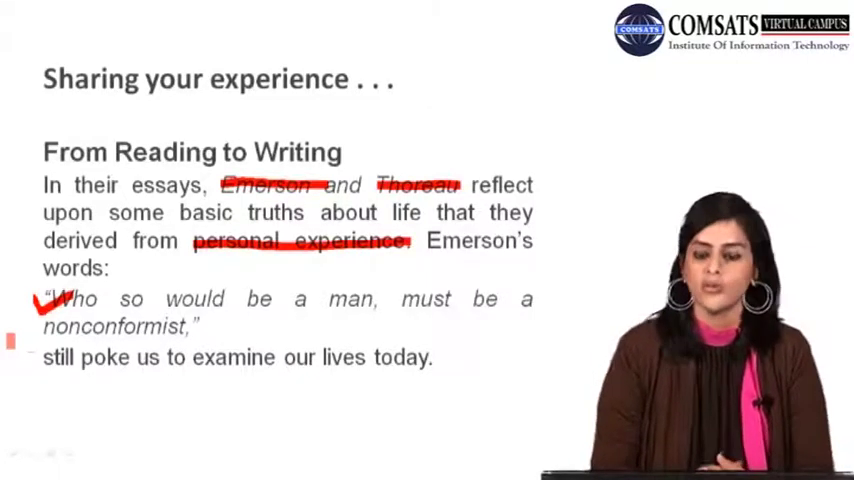 COMSATS VIRTUAL CAMPUS
COMSATS
Institute Of Information Technology
Sharing your experience . . .
From Reading to Writing
In their essays, Emerson and Thoreau reflect
upon some basic truths about life that they
derived from personal experience. Emerson's
words:
"Who so would be a man, must be a
nonconformist,"
still poke us to examine our lives today.